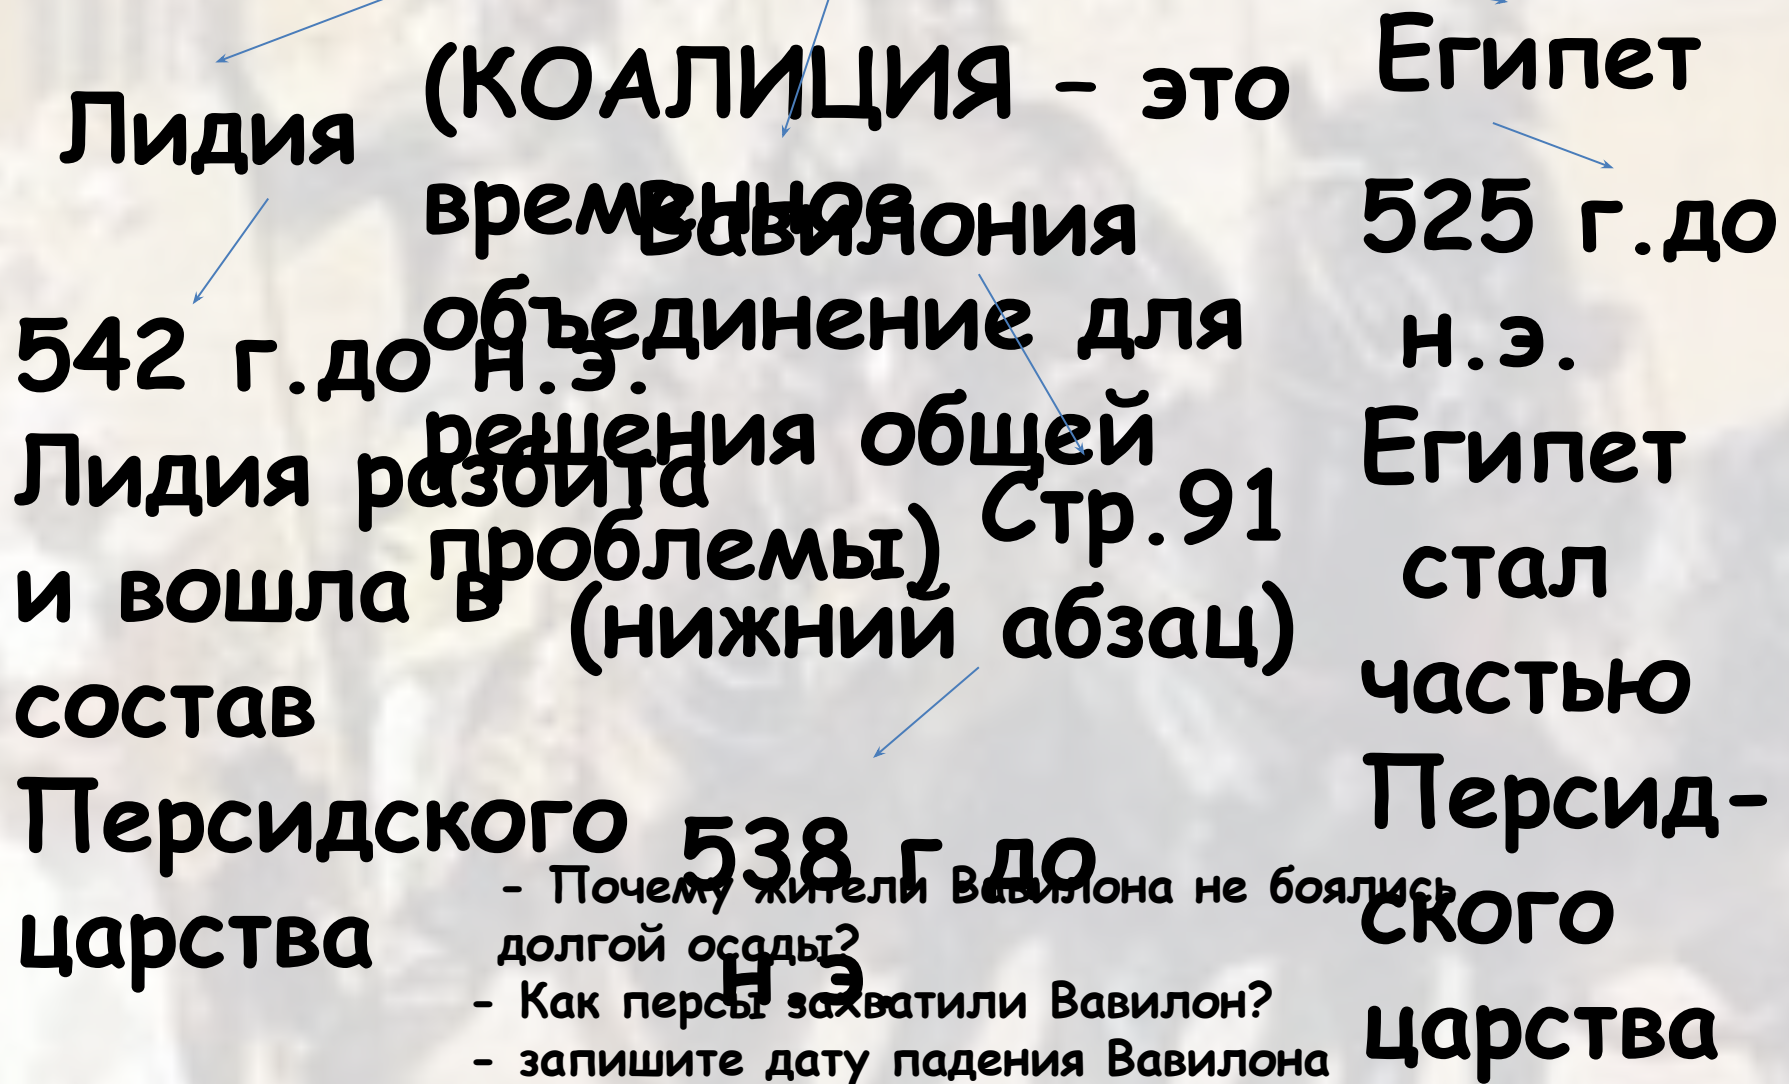 Лидия
542 г.до н.э.
Лидия разбита
и вошла в
состав
Персидского
царства
(КОАЛИЦИЯ – это
временное
объединение для
решения общей
проблемы)
Вавилония
Стр.91
(нижний абзац)
538 г.до
н.э.
- Почему жители Вавилона не боялись
долгой осады?
- Как персы захватили Вавилон?
- запишите дату падения Вавилона
Египет
525 г.до
н.э.
Египет
стал
частью
Персид-
ского
царства